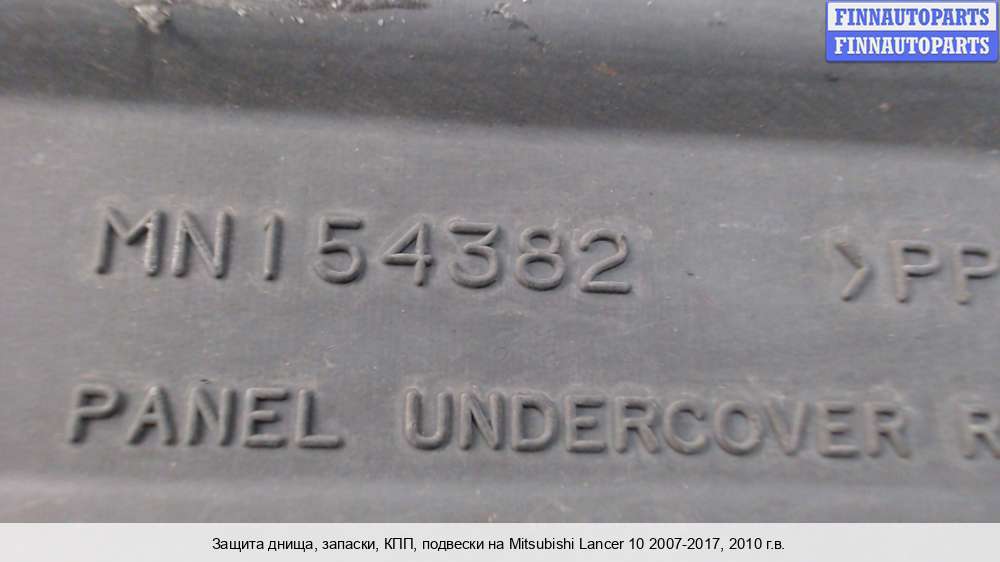 FINNAUTOPARTS
FINNAUTOPARTS
MN154382 >PP
PANEL UNDERCOVER R
Защита днища, запаски, КПП, подвески на Mitsubishi Lancer 10 2007-2017, 2010 г.в.